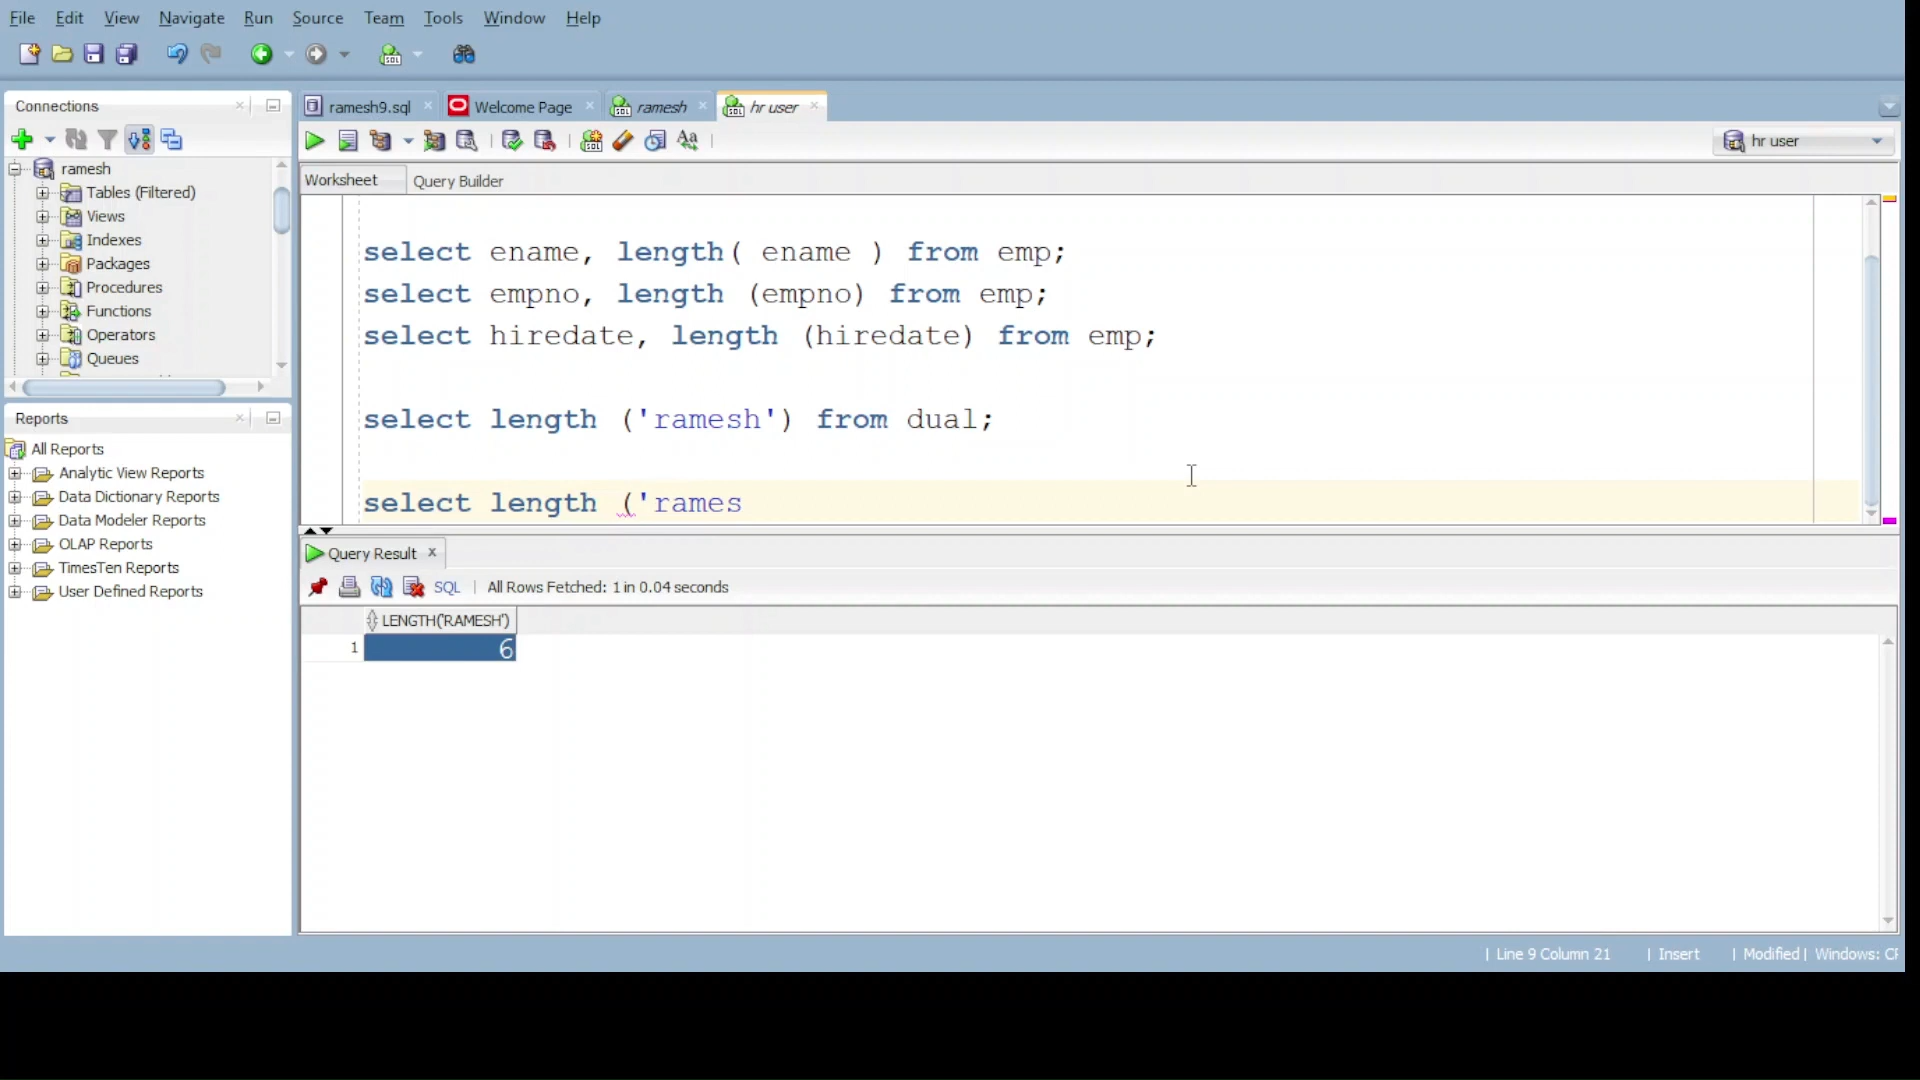 File Edit View Navigate Run Source Team Tools Window Help
Connections
ramesh
Tables (Filtered)
Views
Indexes
Packages
Procedures
Functions
Operators
Queues
Reports
All Reports
Analytic View Reports
Data Dictionary Reports
Data Modeler Reports
OLAP Reports
TimesTen Reports
User Defined Reports
ramesh9.sql Welcome Page ramesh hr user
Aa
hr user
Worksheet Query Builder
select ename, length( ename ) from emp;
select empno, length (empno) from emp;
select hiredate, length (hiredate) from emp;
select length ('ramesh') from dual;
select length ('rames
Query Result
SQL | All Rows Fetched: 1 in 0.04 seconds
LENGTH('RAMESH')
1 6
| Line 9 Column 21 | Insert | Modified | Windows: